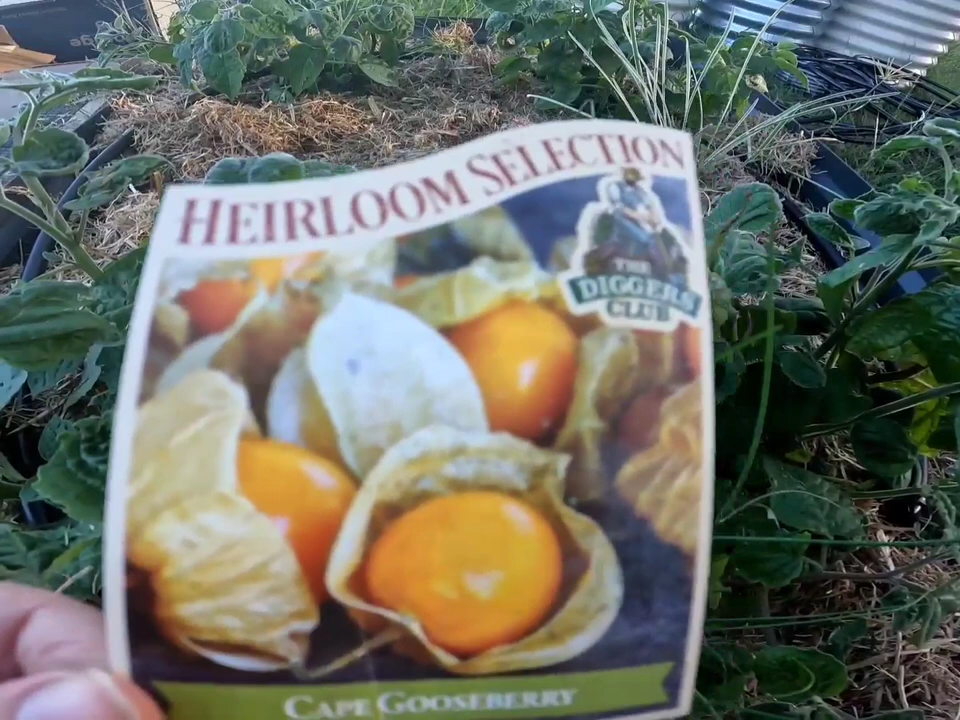 HEIRLOOM SELECTION
THE
DIGGERS
CLUB
CAPE GOOSEBERRY